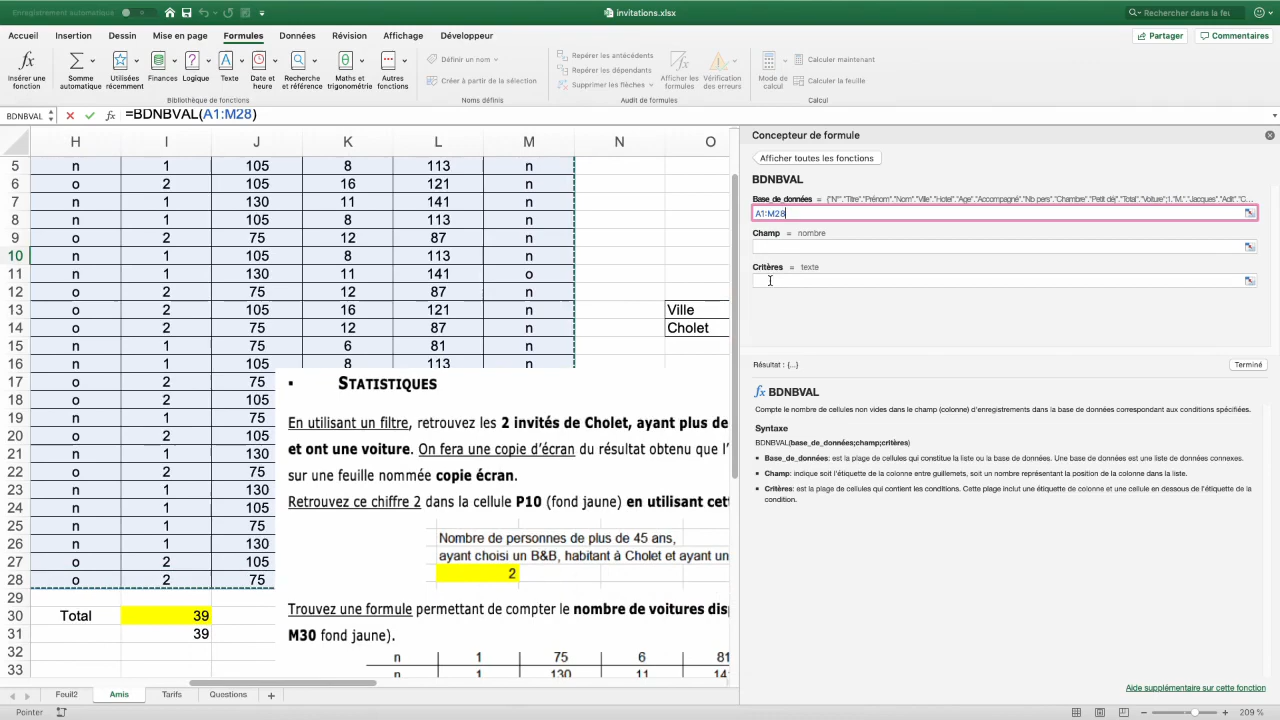 Enregistrement automatique
invitations.xlsx
Rechercher dans la feu
Accueil Insertion Dessin Mise en page Formules Données Révision Affichage Développeur
Partager Commentaires
Insérer une fonction
Somme automatique
Utilisées récemment
Finances
Logique
Texte
Date et heure
Recherche et référence
Maths et trigonométrie
Autres fonctions
Définir un nom
Créer à partir de la sélection
Repérer les antécédents
Repérer les dépendants
Supprimer les flèches
Afficher les formules
Vérification des erreurs
Mode de calcul
Calculer maintenant
Calculer la feuille
Bibliothèque de fonctions Noms définis Audit de formules Calcul
BDNBVAL fx =BDNBVAL(A1:M28)
H I J K L M N O
5 n 1 105 8 113 n
6 o 2 105 16 121 n
7 n 1 130 11 141 n
8 n 1 105 8 113 n
9 o 2 75 12 87 n
10 n 1 105 8 113 n
11 n 1 130 11 141 o
12 o 2 75 12 87 n
13 o 2 105 16 121 n Ville
14 o 2 75 12 87 n Cholet
15 n 1 75 6 81 n
16 n 1 105 8 113 n
17 o 2 75
18 o 2 105
19 n 1 75
20 o 2 105
21 n 1 130
22 o 2 75
23 n 1 130
24 n 1 105
25 n 1 75
26 n 1 130
27 o 2 105
28 o 2 75
29
30 Total 39
31 39
32
33
▪ STATISTIQUES
En utilisant un filtre, retrouvez les 2 invités de Cholet, ayant plus de
et ont une voiture. On fera une copie d'écran du résultat obtenu que l'
sur une feuille nommée copie écran.
Retrouvez ce chiffre 2 dans la cellule P10 (fond jaune) en utilisant cet
Nombre de personnes de plus de 45 ans,
ayant choisi un B&B, habitant à Cholet et ayant un
2
Trouvez une formule permettant de compter le nombre de voitures dis
M30 fond jaune).
n 1 75 6 81
n 1 130 11 14
Concepteur de formule
Afficher toutes les fonctions
BDNBVAL
Base_de_données = {"N°"."Titre"."Prénom"."Nom"."Ville"."Hotel"."Age"."Accompagné"."Nb pers"."Chambre"."Petit déj"."Total"."Voiture";1."M."."Jacques"."Adit"."C...
A1:M28
Champ = nombre
Critères = texte
Résultat : {...}
Terminé
fx BDNBVAL
Compte le nombre de cellules non vides dans le champ (colonne) d'enregistrements dans la base de données correspondant aux conditions spécifiées.
Syntaxe
BDNBVAL(base_de_données;champ;critères)
• Base_de_données: est la plage de cellules qui constitue la liste ou la base de données. Une base de données est une liste de données connexes.
• Champ: indique soit l'étiquette de la colonne entre guillemets, soit un nombre représentant la position de la colonne dans la liste.
• Critères: est la plage de cellules qui contient les conditions. Cette plage inclut une étiquette de colonne et une cellule en dessous de l'étiquette de la
condition.
Aide supplémentaire sur cette fonction
Feuil2 Amis Tarifs Questions +
Pointer
209 %